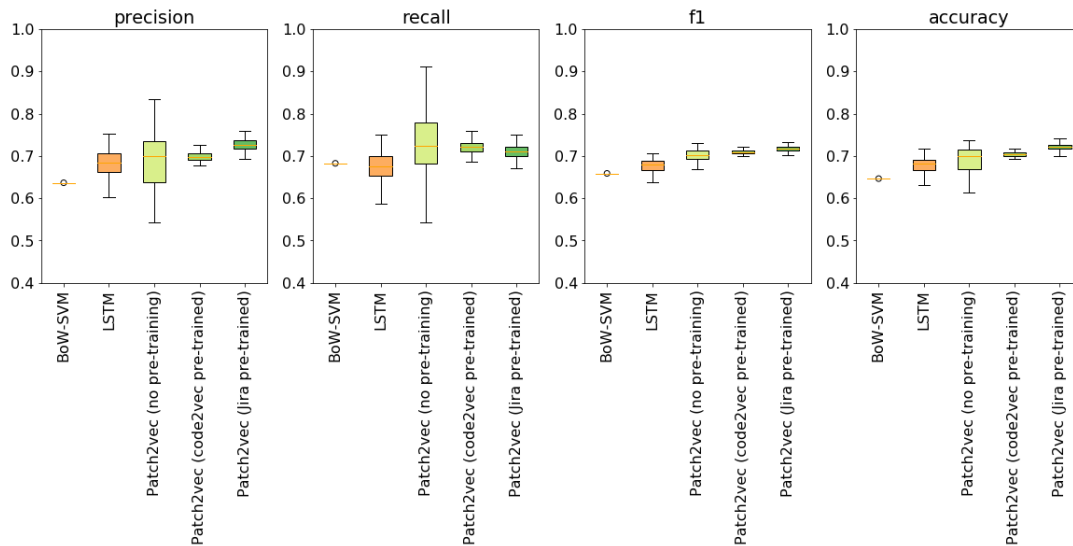 precision
1.0
0.9
0.8
0.7
0.6
0.5
0.4
BoW-SVM
LSTM
Patch2vec (no pre-training)
Patch2vec (code2vec pre-trained)
Patch2vec (Jira pre-trained)
recall
1.0
0.9
0.8
0.7
0.6
0.5
0.4
BoW-SVM
LSTM
Patch2vec (no pre-training)
Patch2vec (code2vec pre-trained)
Patch2vec (Jira pre-trained)
f1
1.0
0.9
0.8
0.7
0.6
0.5
0.4
BoW-SVM
LSTM
Patch2vec (no pre-training)
Patch2vec (code2vec pre-trained)
Patch2vec (Jira pre-trained)
accuracy
1.0
0.9
0.8
0.7
0.6
0.5
0.4
BoW-SVM
LSTM
Patch2vec (no pre-training)
Patch2vec (code2vec pre-trained)
Patch2vec (Jira pre-trained)